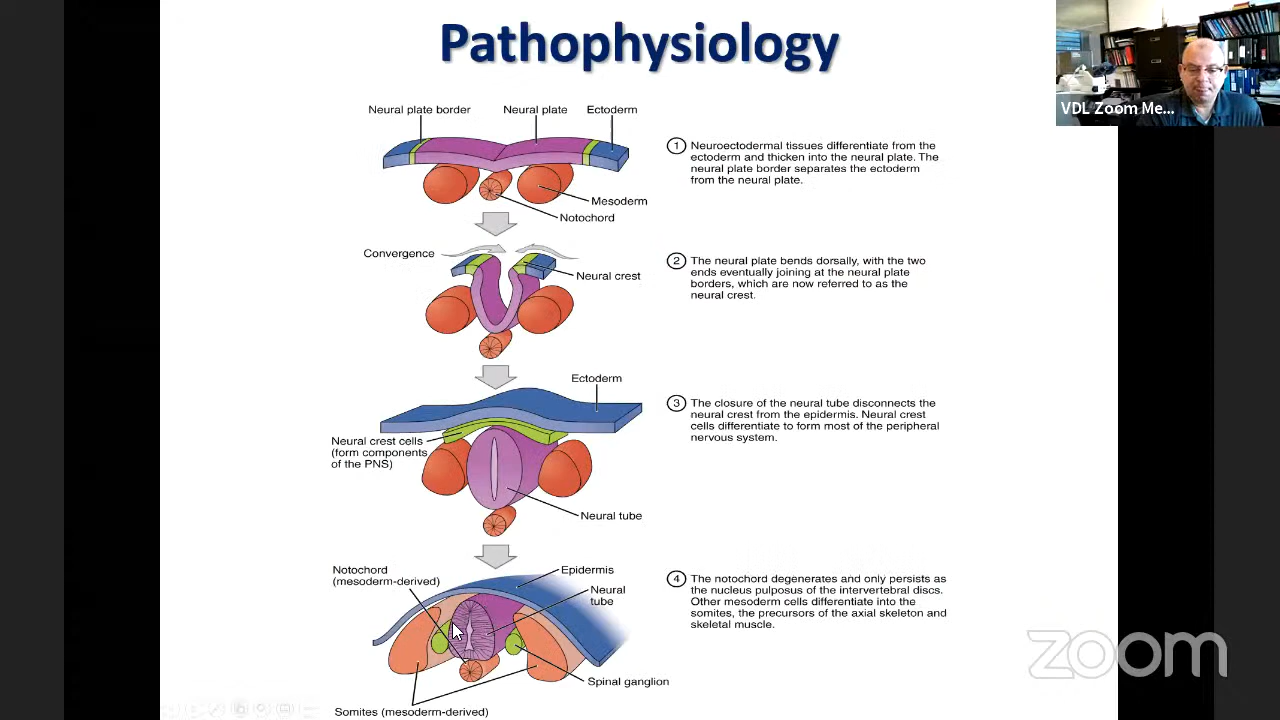 Pathophysiology
VDL Zoom Me...
Neural plate border
Neural plate
Ectoderm
Mesoderm
Notochord
1 Neuroectodermal tissues differentiate from the
ectoderm and thicken into the neural plate. The
neural plate border separates the ectoderm
from the neural plate.
Convergence
Neural crest
2 The neural plate bends dorsally, with the two
ends eventually joining at the neural plate
borders, which are now referred to as the
neural crest.
Ectoderm
Neural crest cells
(form components
of the PNS)
Neural tube
3 The closure of the neural tube disconnects the
neural crest from the epidermis. Neural crest
cells differentiate to form most of the peripheral
nervous system.
Notochord
(mesoderm-derived)
Epidermis
Neural
tube
Spinal ganglion
Somites (mesoderm-derived)
4 The notochord degenerates and only persists as
the nucleus pulposus of the intervertebral discs.
Other mesoderm cells differentiate into the
somites, the precursors of the axial skeleton and
skeletal muscle.
zoom